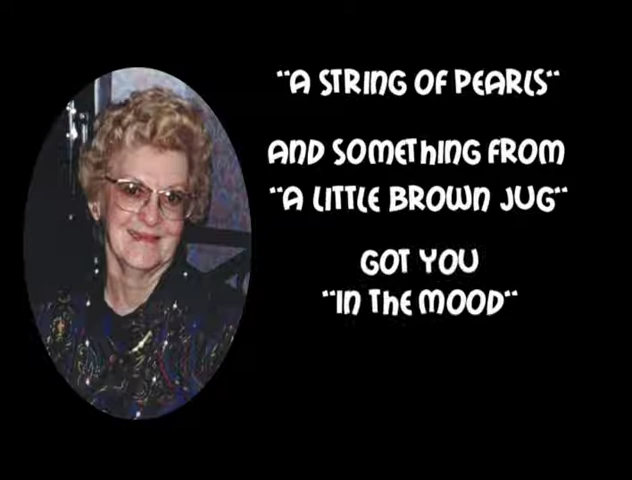 "A STRING OF PEARLS"
AND SOMETHING FROM
"A LITTLE BROWN JUG"
GOT YOU
"IN THE MOOD"